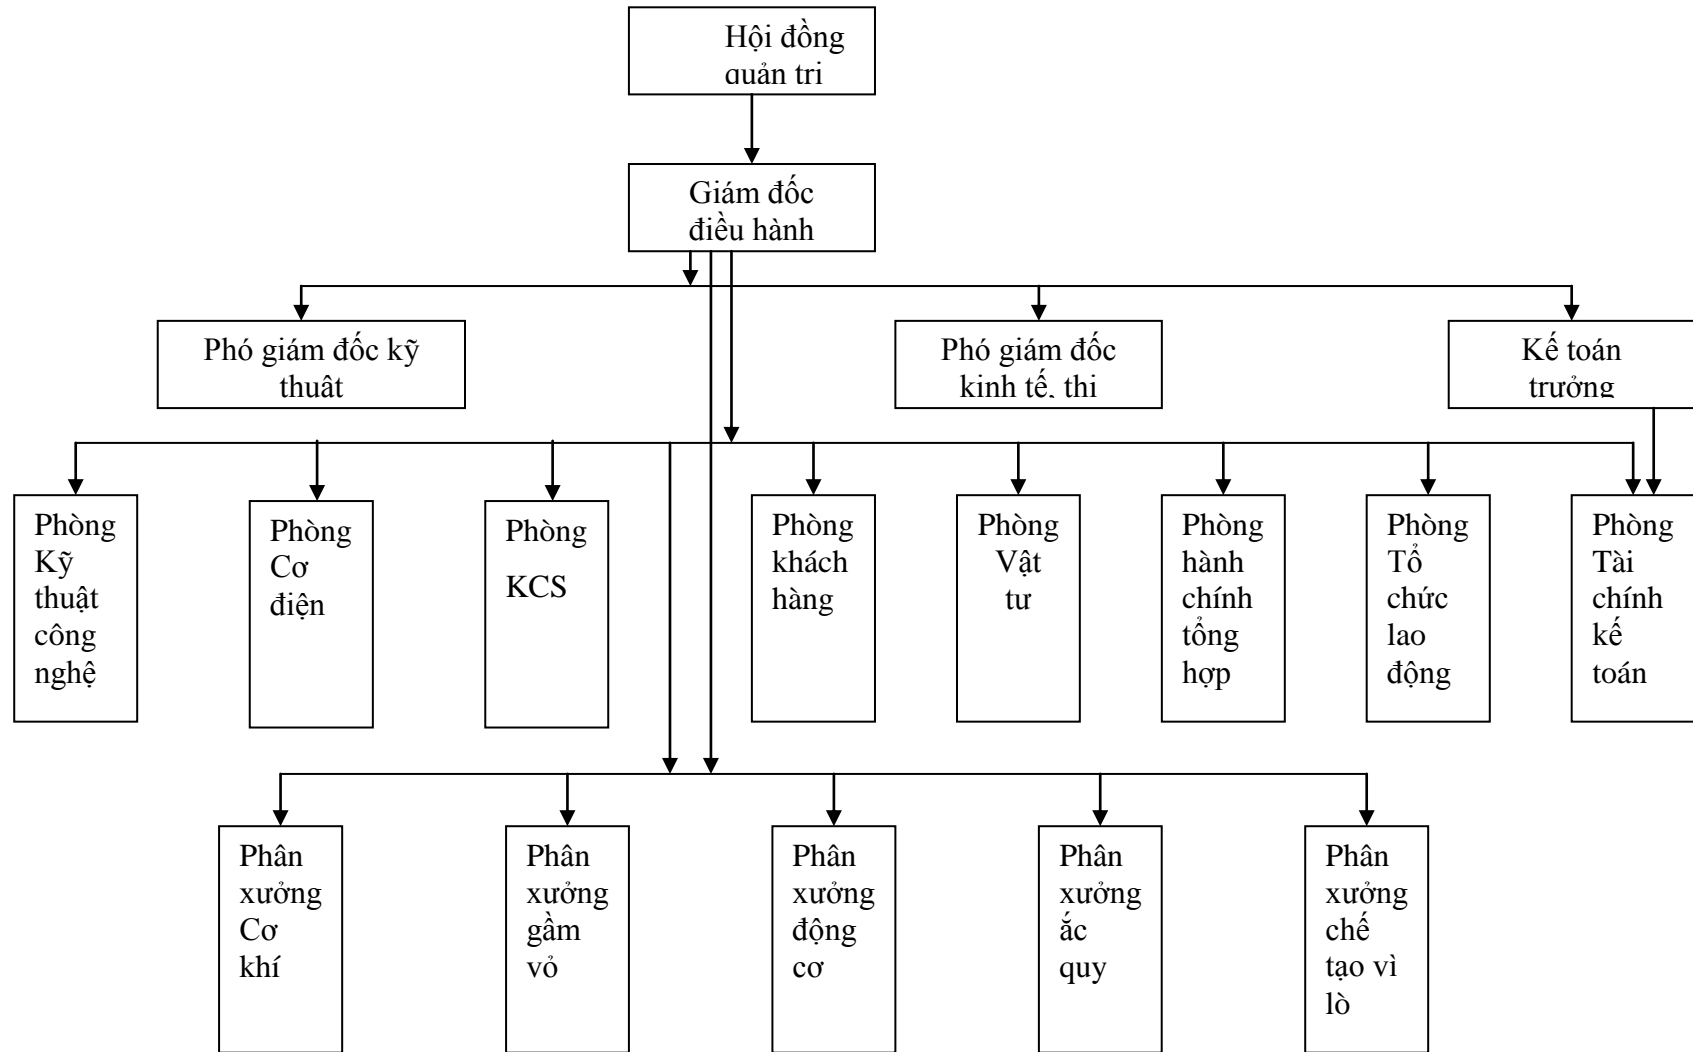 Hội đồng
quản trị
Giám đốc
điều hành
Phó giám đốc kỹ
thuật
Phó giám đốc
kinh tế, thị
Kế toán
trưởng
Phòng
Kỹ
thuật
công
nghệ
Phòng
Cơ
điện
Phòng
KCS
Phòng
khách
hàng
Phòng
Vật
tư
Phòng
hành
chính
tổng
hợp
Phòng
Tổ
chức
lao
động
Phòng
Tài
chính
kế
toán
Phân
xưởng
Cơ
khí
Phân
xưởng
gầm
vỏ
Phân
xưởng
động
cơ
Phân
xưởng
ắc
quy
Phân
xưởng
chế
tạo vì
lò